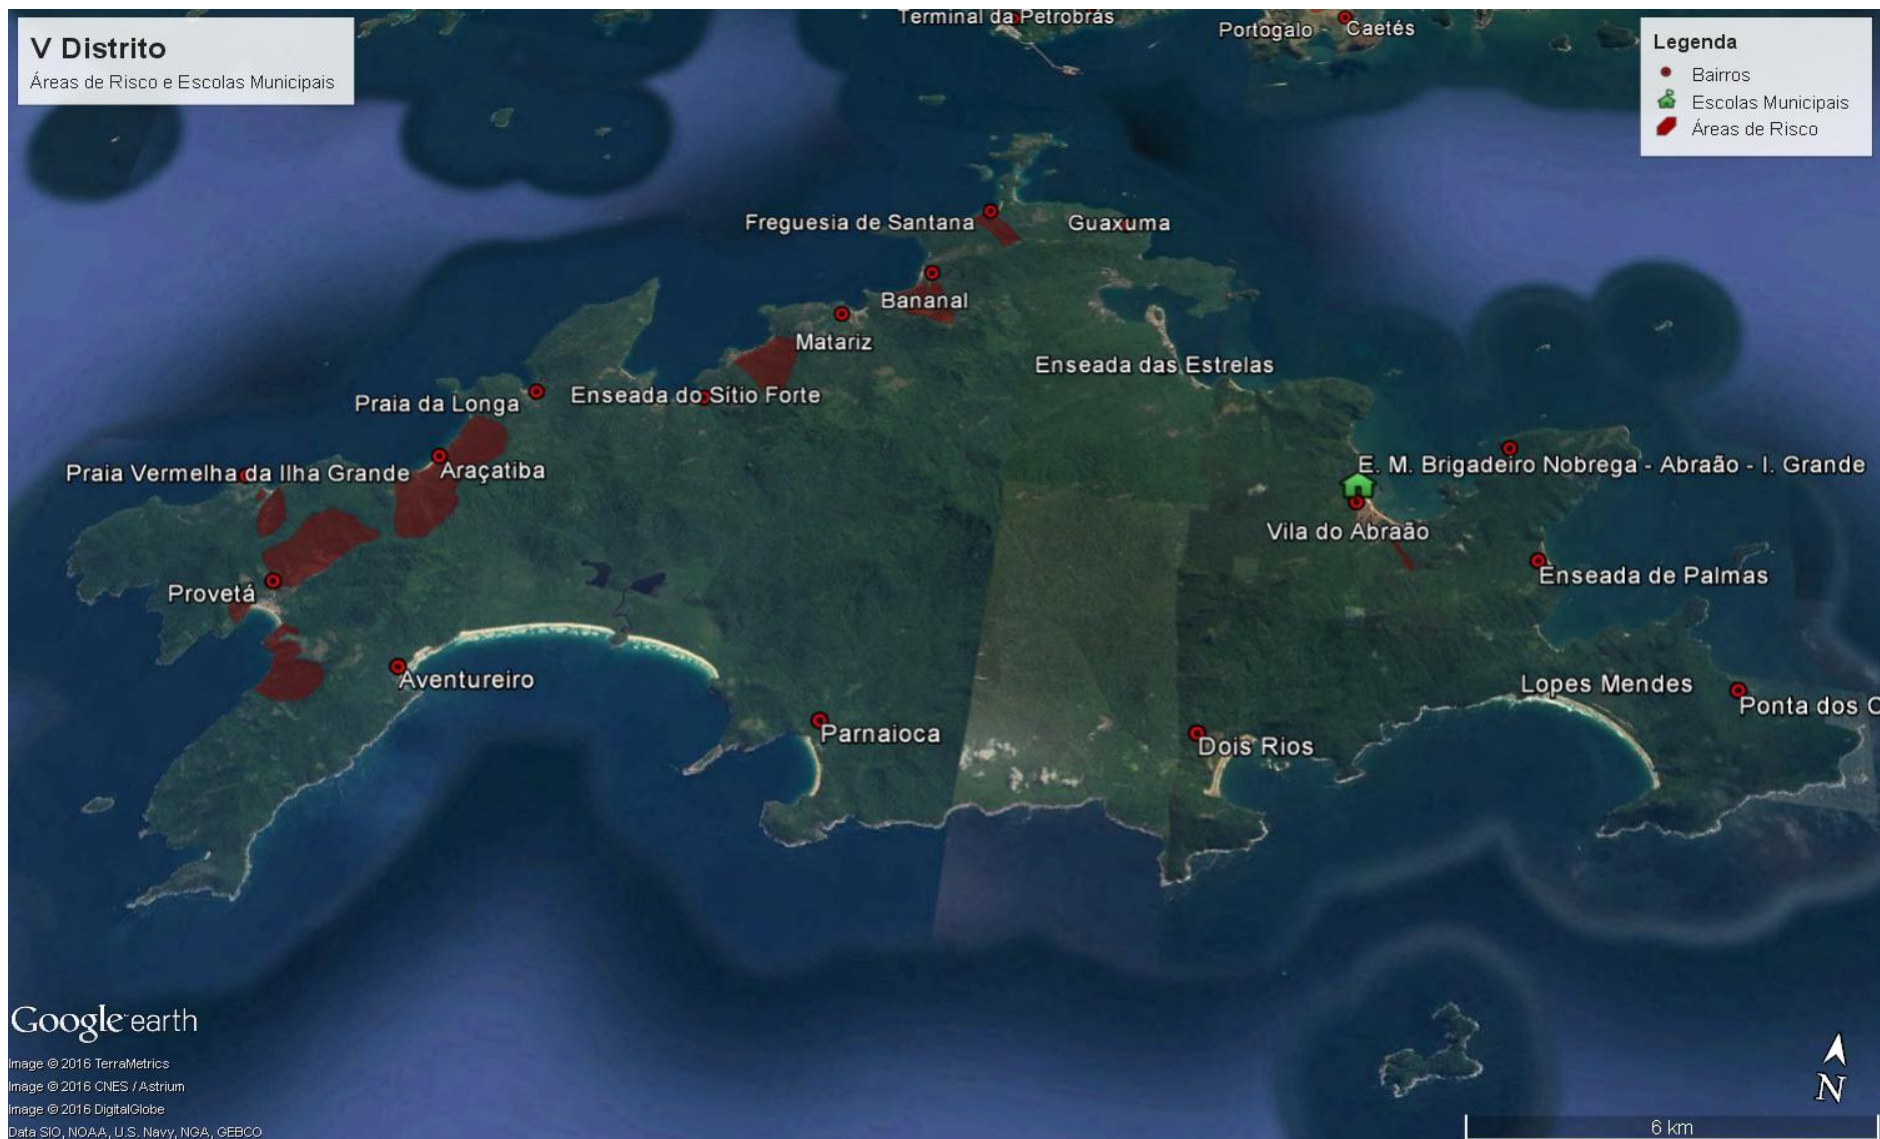 V Distrito
Áreas de Risco e Escolas Municipais
Terminal da Petrobrás
Portogalo
Caetés
Legenda
Bairros
Escolas Municipais
Áreas de Risco
Freguesia de Santana
Guaxuma
Bananal
Matariz
Enseada das Estrelas
Praia da Longa
Enseada do Sítio Forte
Praia Vermelha da Ilha Grande
Araçatiba
E. M. Brigadeiro Nobrega - Abraão - I. Grande
Vila do Abraão
Enseada de Palmas
Provetá
Aventureiro
Lopes Mendes
Ponta dos C
Parnaioca
Dois Rios
Google earth
Image © 2016 TerraMetrics
Image © 2016 CNES / Astrium
Image © 2016 DigitalGlobe
Data SIO, NOAA, U.S. Navy, NGA, GEBCO
N
6 km